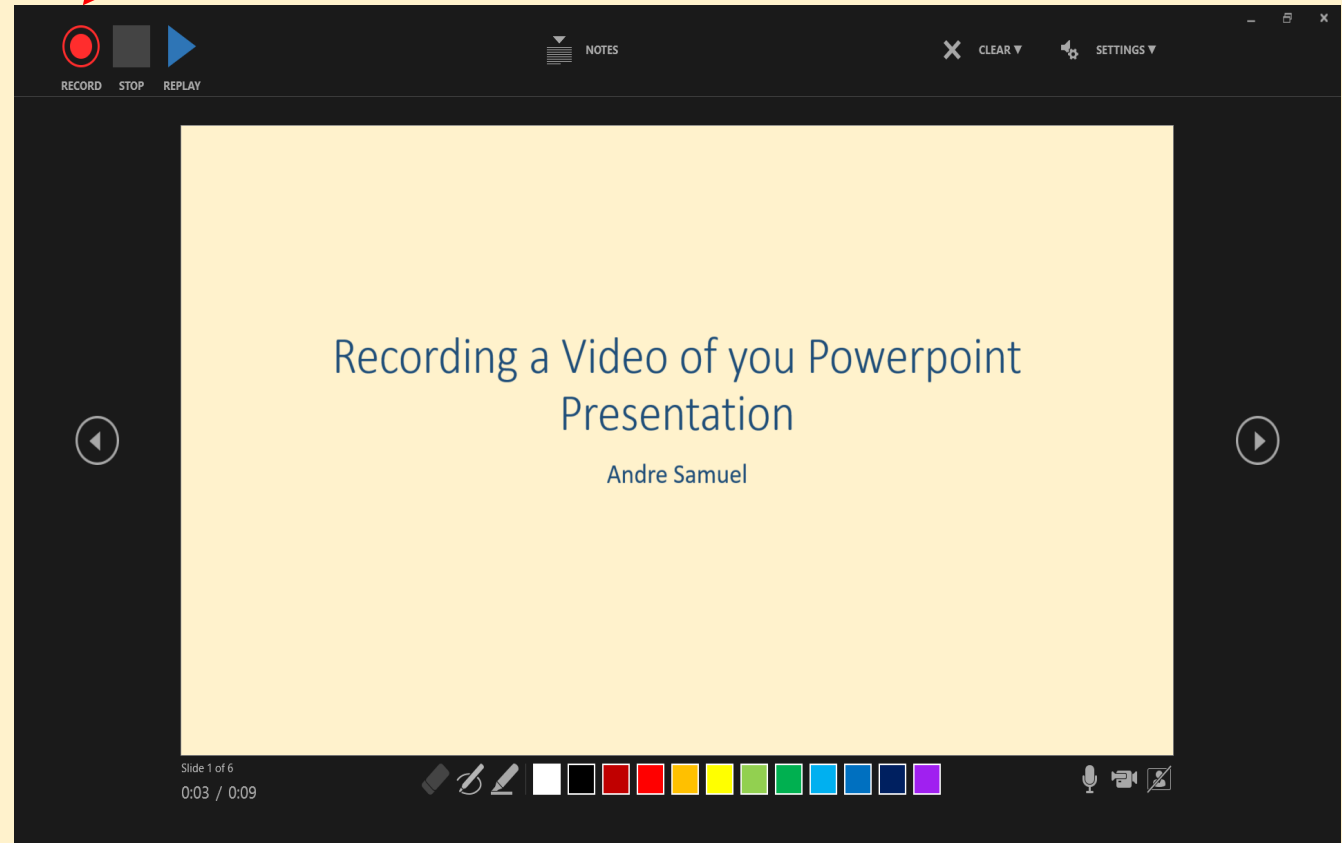 RECORD STOP REPLAY
NOTES
CLEAR ▼
SETTINGS ▼
Recording a Video of you Powerpoint
Presentation
Andre Samuel
Slide 1 of 6
0:03 / 0:09